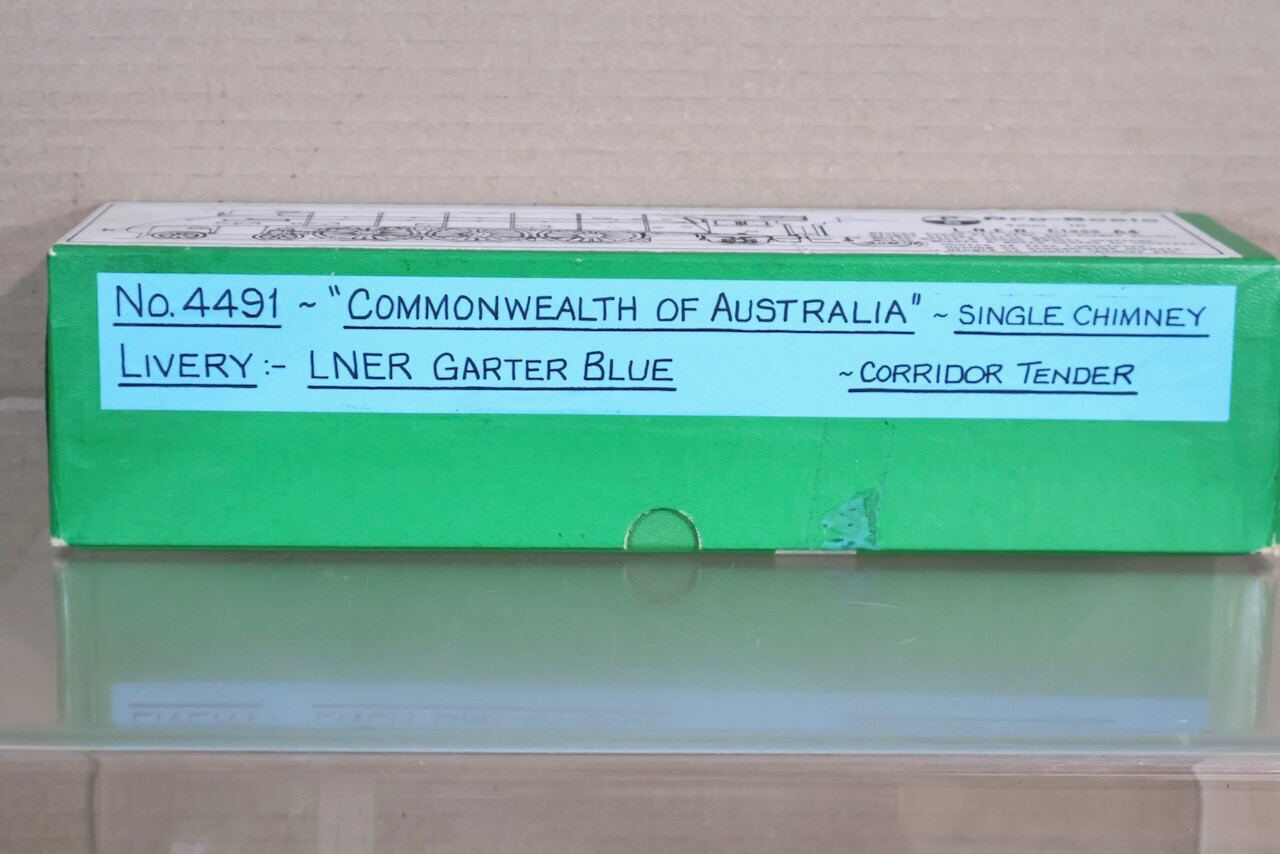 No. 4491 ~ "COMMONWEALTH OF AUSTRALIA" ~ SINGLE CHIMNEY
LIVERY :- LNER GARTER BLUE ~ CORRIDOR TENDER